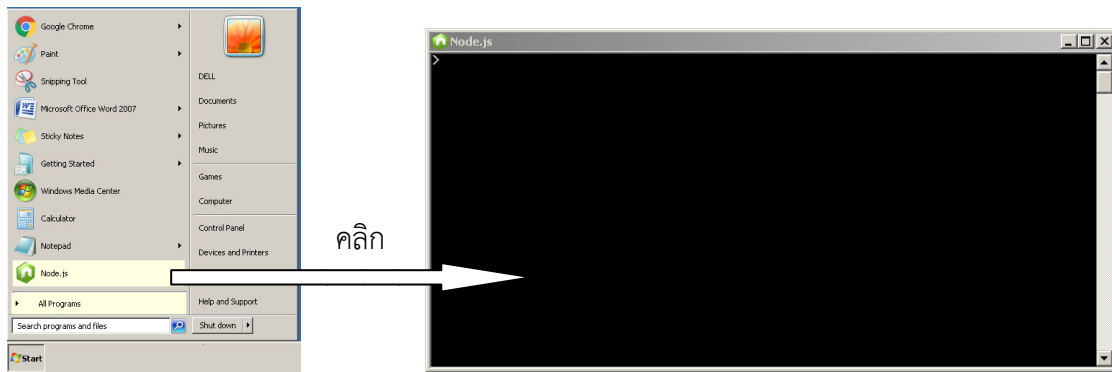 Google Chrome
Paint
Snipping Tool
Microsoft Office Word 2007
Sticky Notes
Getting Started
Windows Media Center
Calculator
Notepad
Node.js
All Programs
Search programs and files
DELL
Documents
Pictures
Music
Games
Computer
Control Panel
Devices and Printers
Help and Support
Shut down
Start
คลิก
Node.js
>